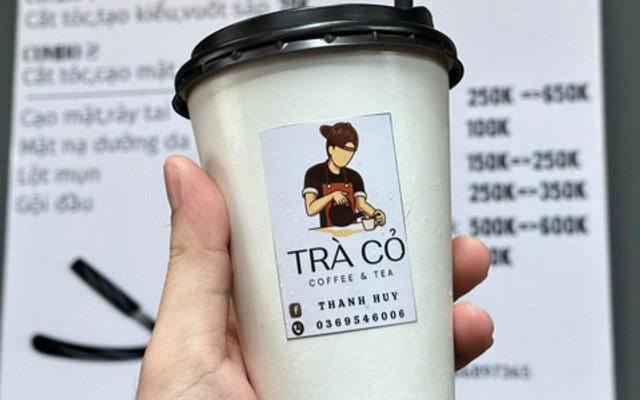 Cắt tóc,tạo kiểu,vuốt sáp
COMBO 2
Cắt tóc,cạo mặt
Cạo mặt,ráy tai
Mặt nạ dưỡng da
Lột mụn
Gội đầu
250K --650K
100K
150K--250K
250K--350K
500K--600K
TRÀ CỎ
COFFEE & TEA
THANH HUY
0369546006
6897365